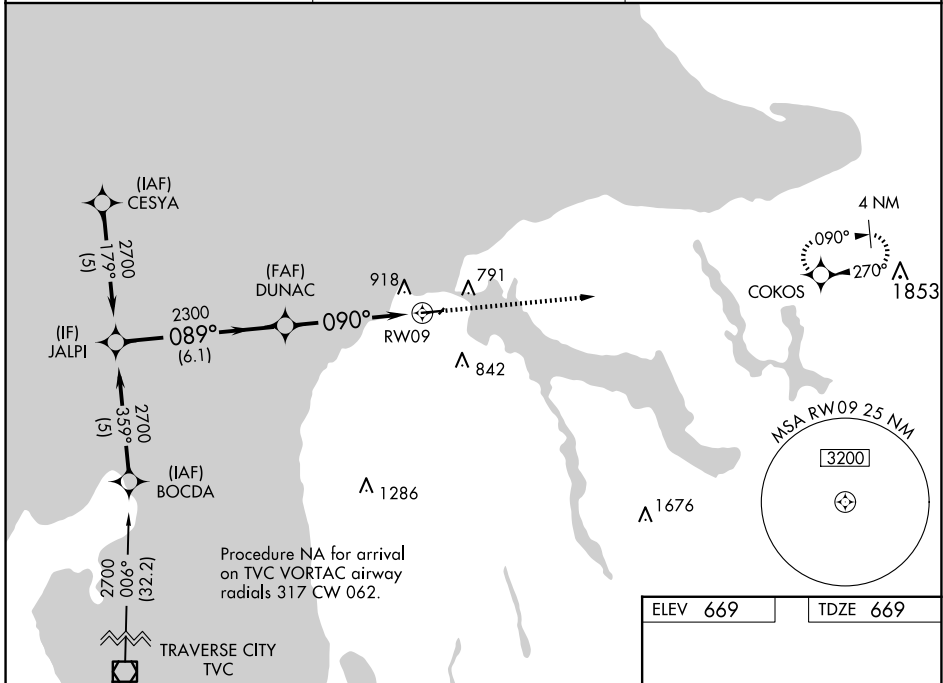 (IAF)
CESYA
2700
179°
(5)
4 NM
090°
270°
COKOS
1853
(FAF)
DUNAC
918
791
2300
089°
(6.1)
090°
RW09
(IF)
JALPI
842
2700
359°
(5)
MSA RW09 25 NM
3200
(IAF)
BOCDA
1286
1676
Procedure NA for arrival
on TVC VORTAC airway
radials 317 CW 062.
2700
006°
(32.2)
TRAVERSE CITY
TVC
ELEV 669
TDZE 669